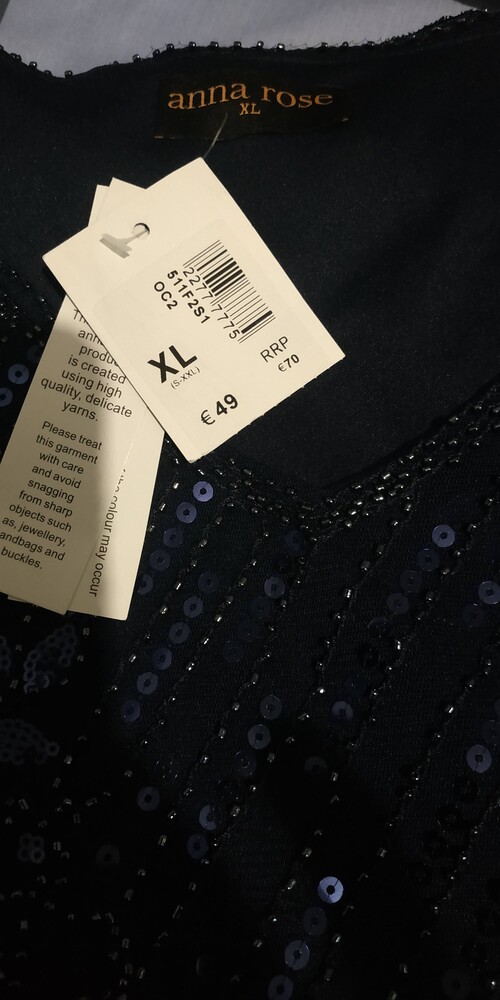 anna rose
XL
2277 7775
511F2S1
OC2
XL
(S-XXL)
RRP
€70
€49
produ
is created
using high
quality, delicate
yarns.
Please treat
this garment
with care
and avoid
snagging
from sharp
objects such
as, jewellery,
andbags and
buckles.
colour may occur